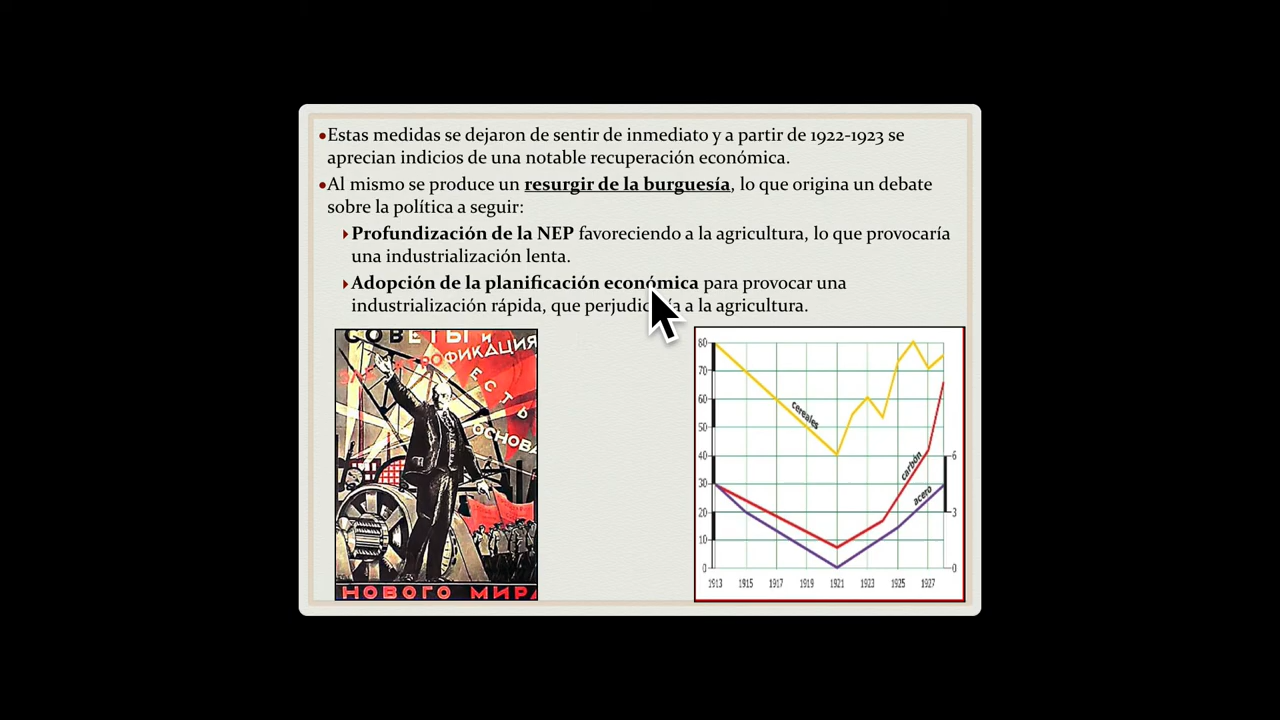 •Estas medidas se dejaron de sentir de inmediato y a partir de 1922-1923 se
aprecian indicios de una notable recuperación económica.
•Al mismo se produce un resurgir de la burguesía, lo que origina un debate
sobre la política a seguir:
Profundización de la NEP favoreciendo a la agricultura, lo que provocaría
una industrialización lenta.
Adopción de la planificación económica para provocar una
industrialización rápida, que a la agricultura.
СОВЕТЫ и
ЕСТЬ
ОСНОВА
НОВОГО МИРА
80
70
60
50
40
30
20
10
0
cereales
carbón
acero
6
3
0
1913 1915 1917 1919 1921 1923 1925 1927